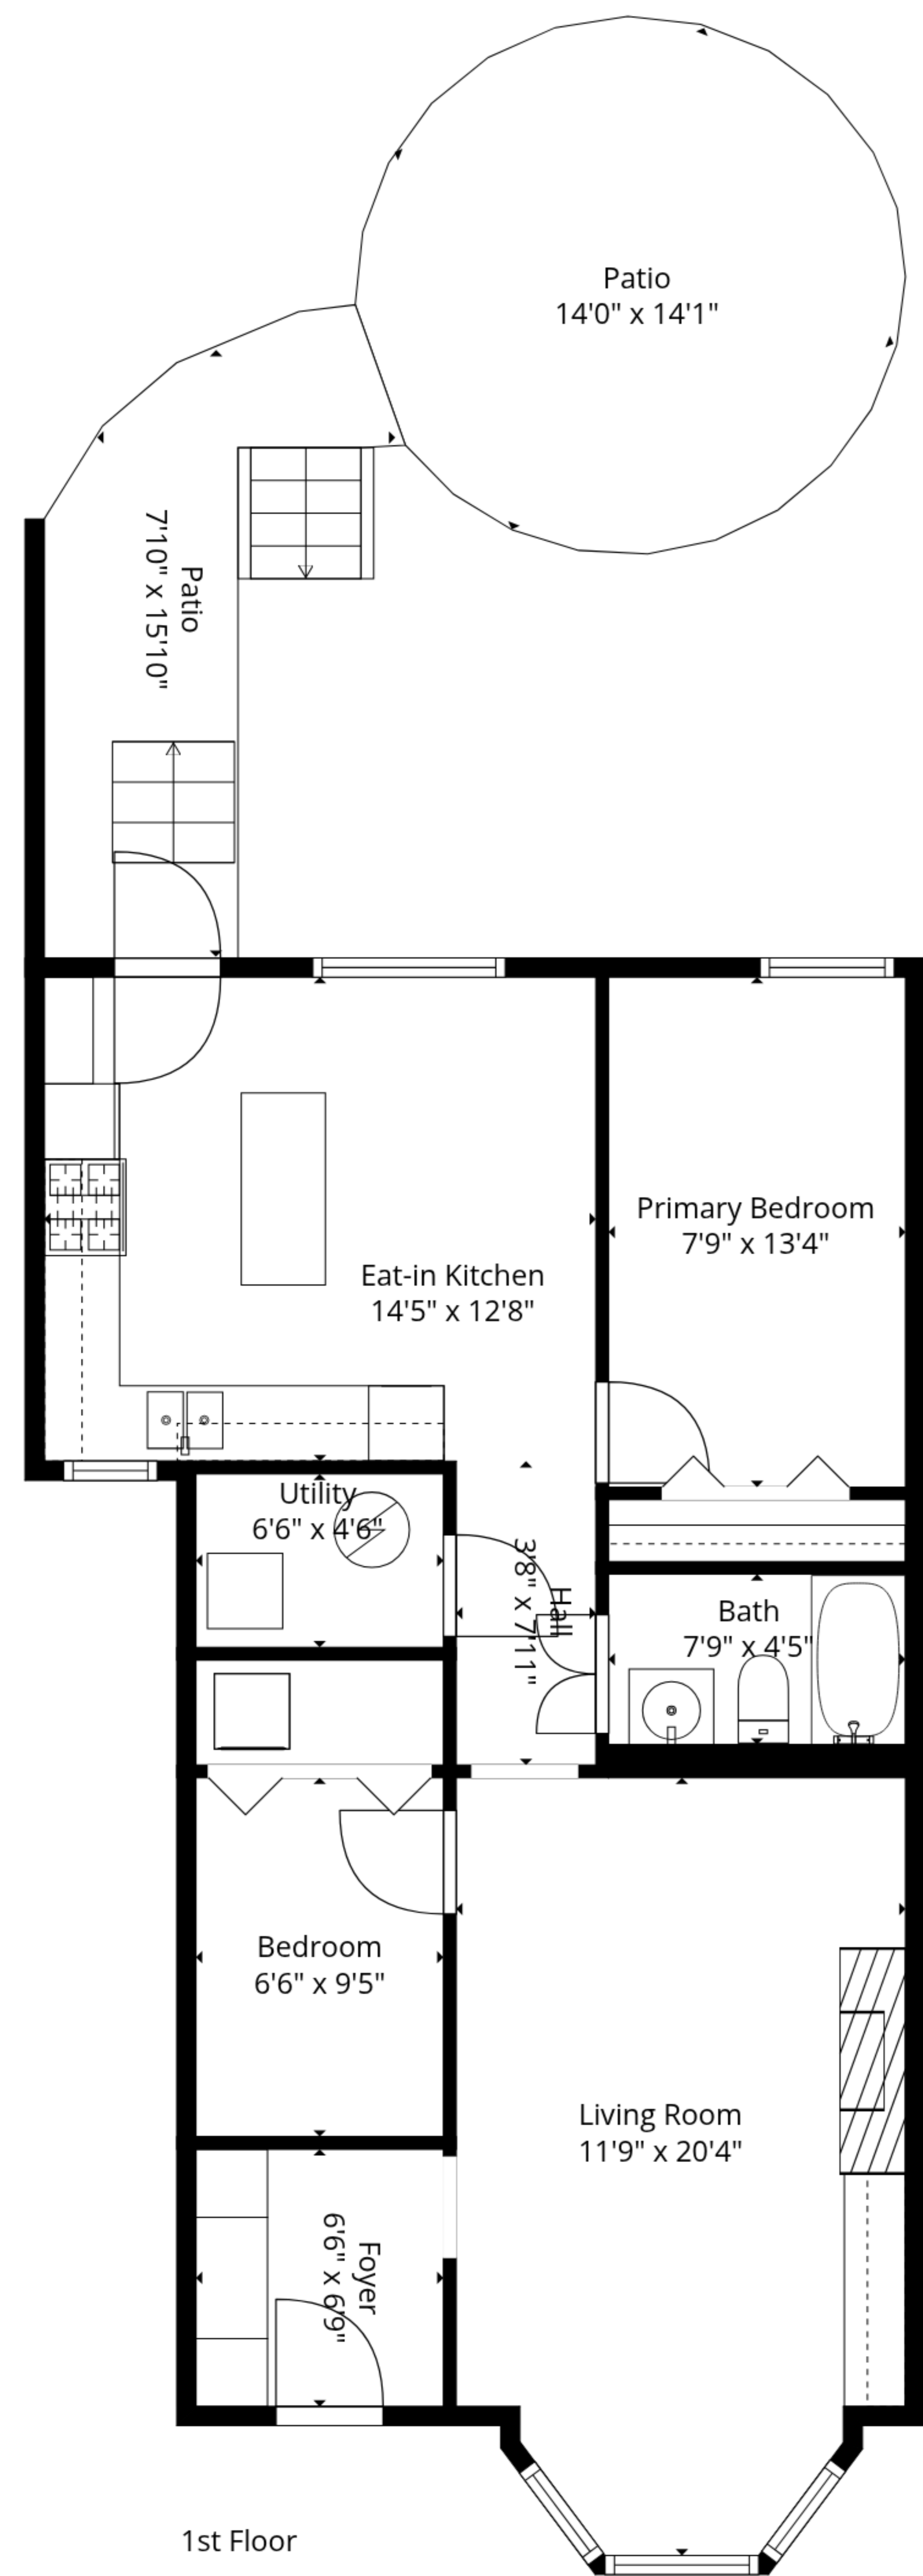 Patio
14'0" x 14'1"
Patio
7'10" x 15'10"
Primary Bedroom
7'9" x 13'4"
Eat-in Kitchen
14'5" x 12'8"
Utility
6'6" x 4'6"
Hall
3'8" x 7'11"
Bath
7'9" x 4'5"
Bedroom
6'6" x 9'5"
Living Room
11'9" x 20'4"
Foyer
6'6" x 6'9"
1st Floor